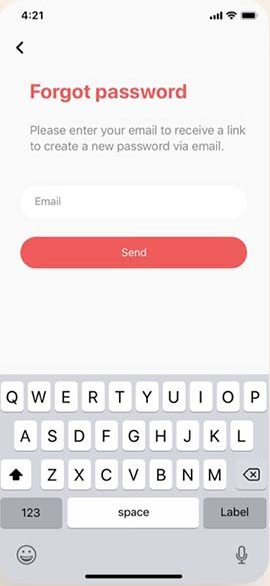 4:21
Forgot password
Please enter your email to receive a link
to create a new password via email.
Email
Send
Q W E R T Y U I O P
A S D F G H J K L
Z X C V B N M
123 space Label